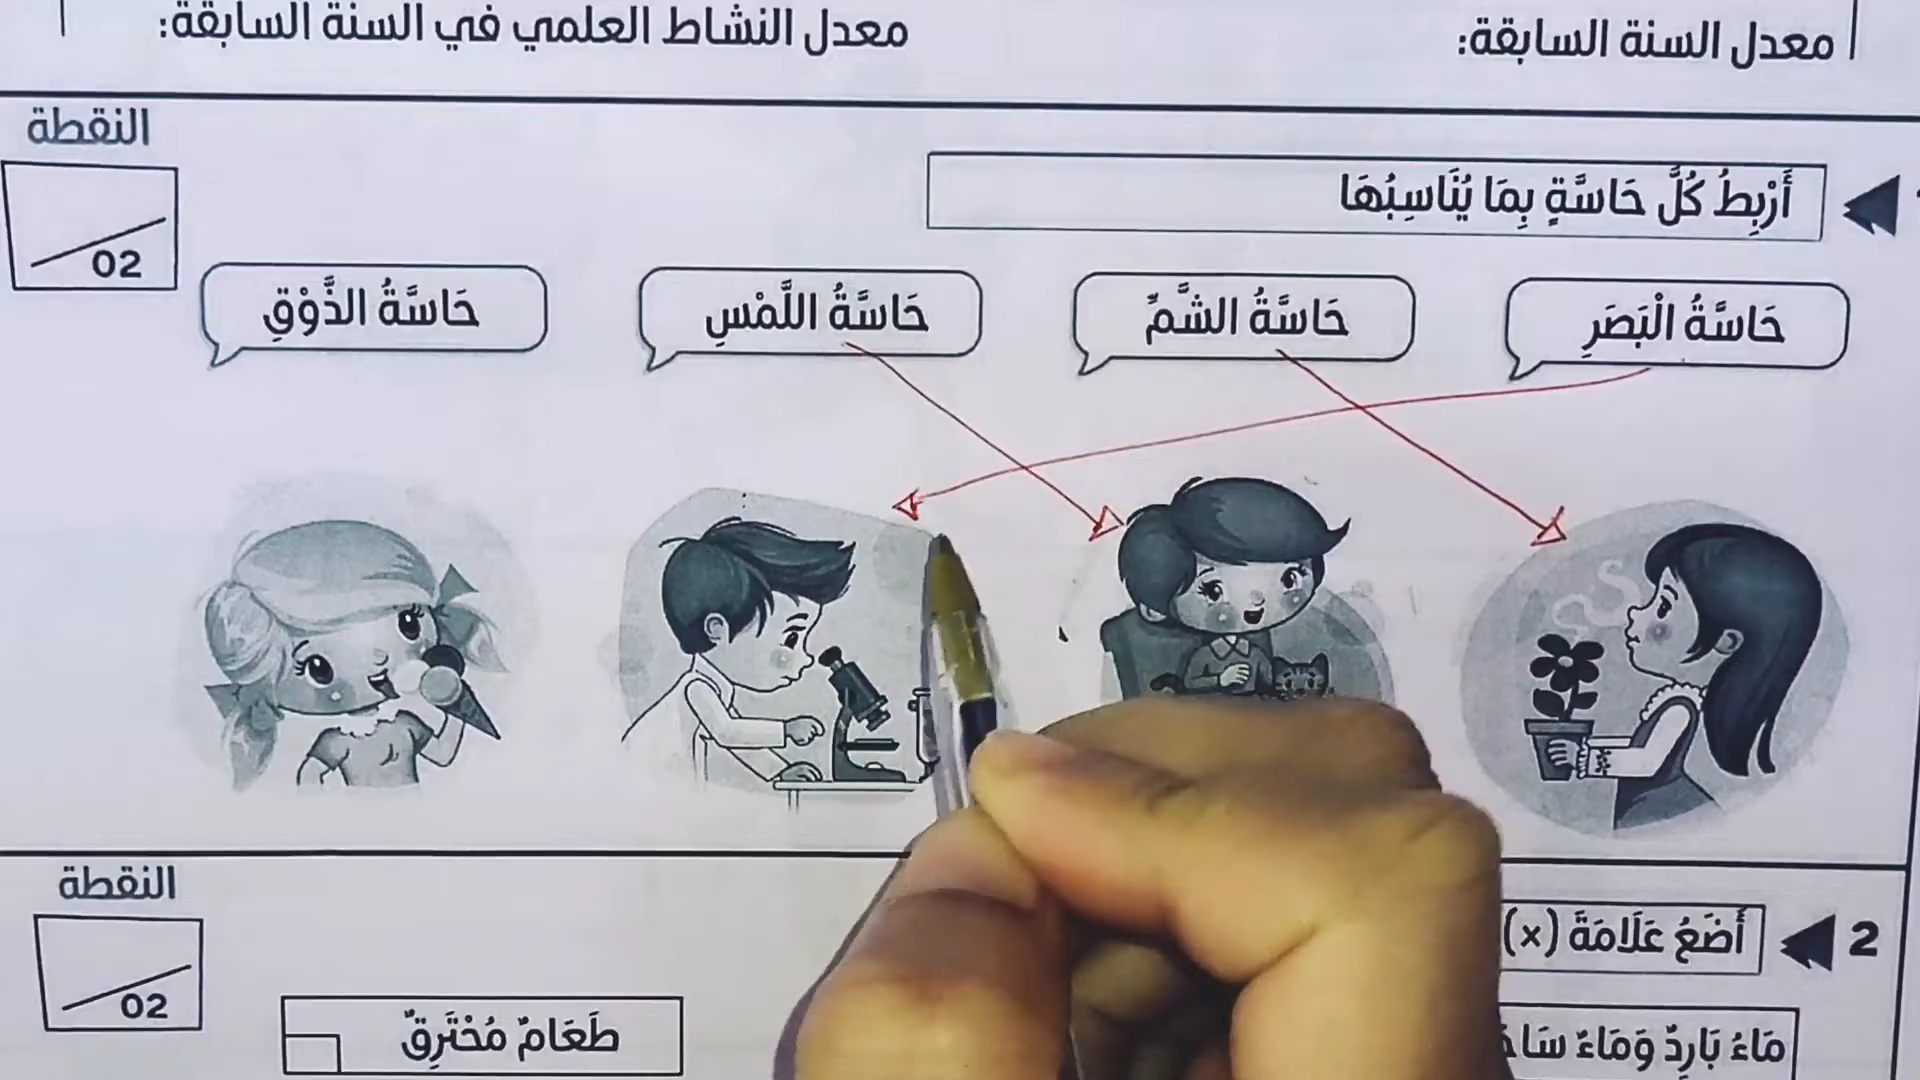 معدل السنة السابقة:
معدل النشاط العلمي في السنة السابقة:
النقطة
02
أَرْبِطُ كُلَّ حَاسَّةٍ بِمَا يُنَاسِبُهَا
حَاسَّةُ الْبَصَرِ
حَاسَّةُ الشَّمِّ
حَاسَّةُ اللَّمْسِ
حَاسَّةُ الذَّوْقِ
النقطة
02
2
أَضَعُ عَلَامَةَ (x)
مَاءٌ بَارِدٌ وَمَاءٌ
طَعَامٌ مُحْتَرِقٌ